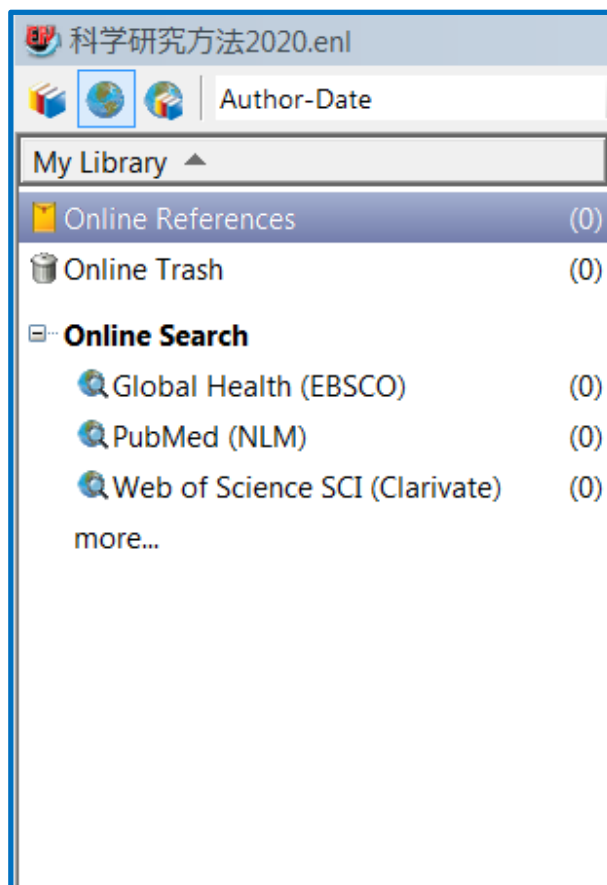 科学研究方法2020.enl
Author-Date
My Library
Online References (0)
Online Trash (0)
Online Search
Global Health (EBSCO) (0)
PubMed (NLM) (0)
Web of Science SCI (Clarivate) (0)
more...